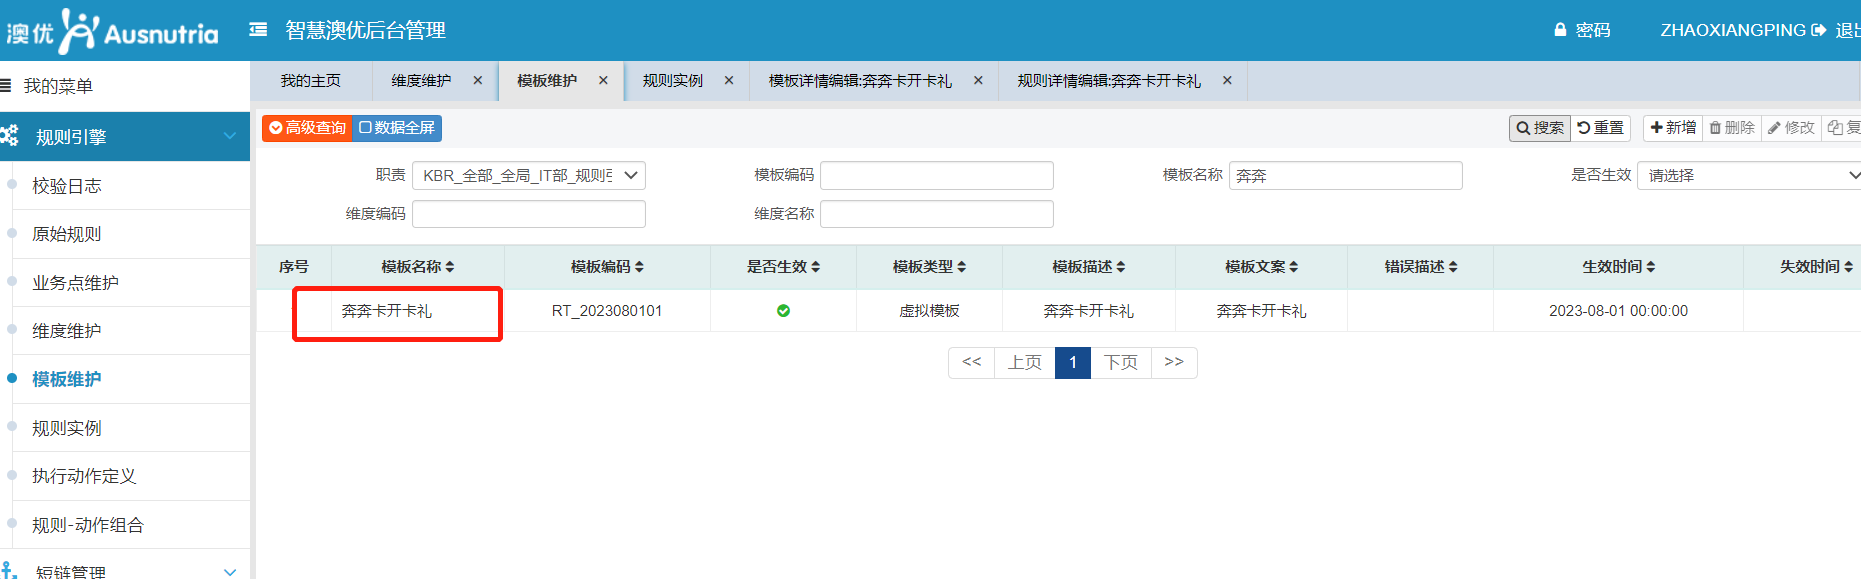 澳优 Ausnutria 智慧澳优后台管理 密码 ZHAOXIANGPING 退出
我的菜单 我的主页 维度维护 × 模板维护 × 规则实例 × 模板详情编辑:奔奔卡开卡礼 × 规则详情编辑:奔奔卡开卡礼 ×
规则引擎 高级查询 数据全屏 搜索 重置 新增 删除 修改 复
校验日志 职责 KBR_全部_全局_IT部_规则引 模板编码 模板名称 奔奔 是否生效 请选择
维度编码 维度名称
原始规则
业务点维护 序号 模板名称 模板编码 是否生效 模板类型 模板描述 模板文案 错误描述 生效时间 失效时间
奔奔卡开卡礼 RT_2023080101 虚拟模板 奔奔卡开卡礼 奔奔卡开卡礼 2023-08-01 00:00:00
维度维护
<< 上页 1 下页 >>
模板维护
规则实例
执行动作定义
规则-动作组合
短链管理